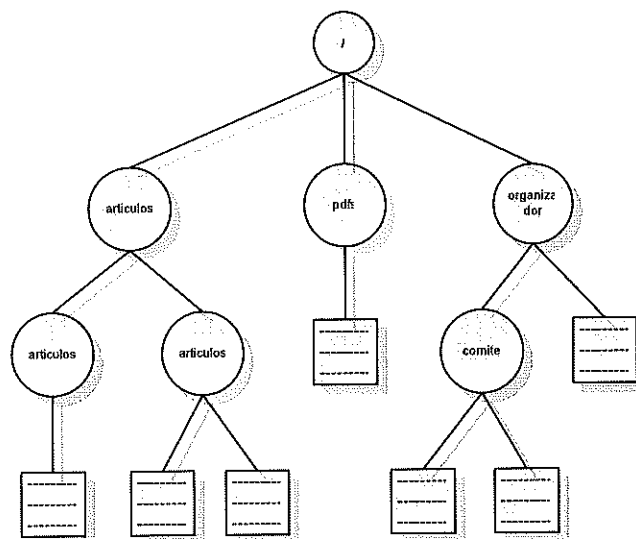 /
articulos
pdfs
organiza
dor
articulos
articulos
comite